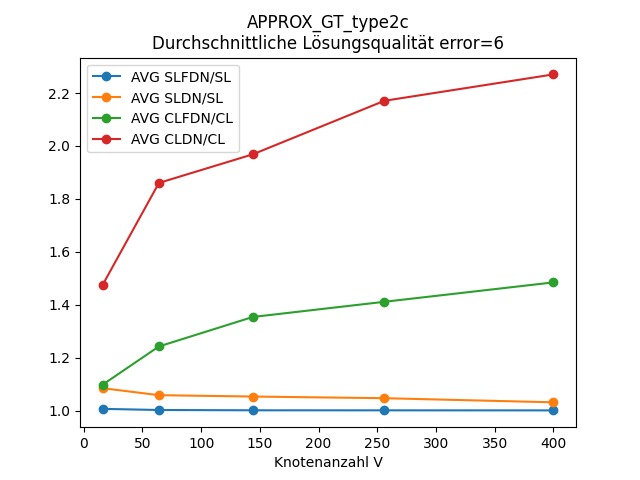 APPROX_GT_type2c
Durchschnittliche Lösungsqualität error=6
AVG SLFDN/SL
AVG SLDN/SL
AVG CLFDN/CL
AVG CLDN/CL
2.2
2.0
1.8
1.6
1.4
1.2
1.0
0 50 100 150 200 250 300 350 400
Knotenanzahl V